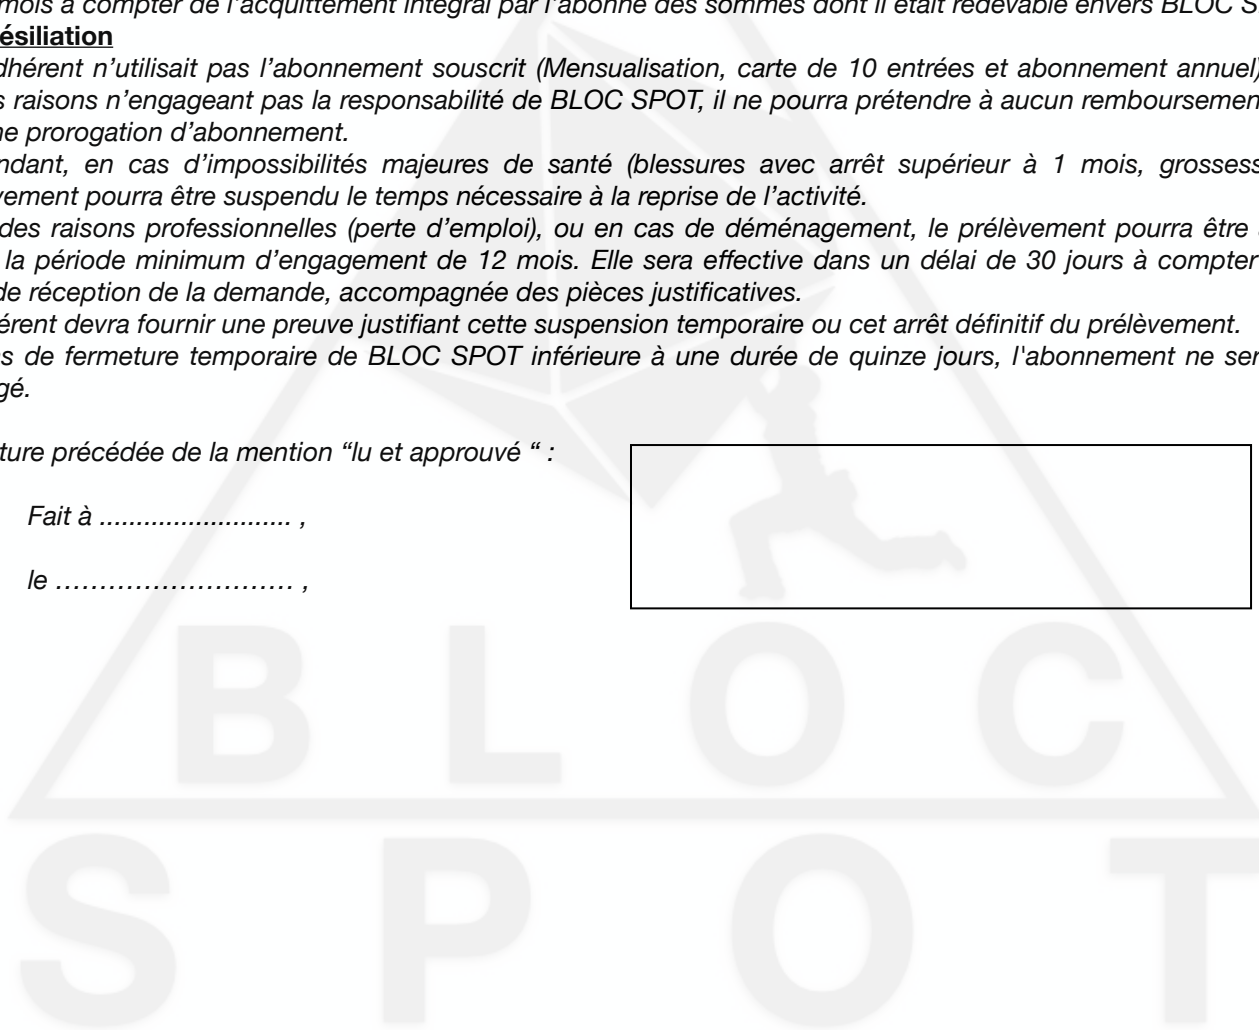 mois à compter de l'acquittement intégral par l'abonné des sommes dont il était redevable envers BLOC S
ésiliation
dhérent n'utilisait pas l'abonnement souscrit (Mensualisation, carte de 10 entrées et abonnement annuel)
s raisons n'engageant pas la responsabilité de BLOC SPOT, il ne pourra prétendre à aucun remboursemen
ne prorogation d'abonnement.
ndant, en cas d'impossibilités majeures de santé (blessures avec arrêt supérieur à 1 mois, grossess
vement pourra être suspendu le temps nécessaire à la reprise de l'activité.
des raisons professionnelles (perte d'emploi), ou en cas de déménagement, le prélèvement pourra être
la période minimum d'engagement de 12 mois. Elle sera effective dans un délai de 30 jours à compter
de réception de la demande, accompagnée des pièces justificatives.
érent devra fournir une preuve justifiant cette suspension temporaire ou cet arrêt définitif du prélèvement.
s de fermeture temporaire de BLOC SPOT inférieure à une durée de quinze jours, l'abonnement ne ser
gé.
ture précédée de la mention “lu et approuvé “ :
Fait à .......................... ,
le ........................... ,
BLOC
SPOT